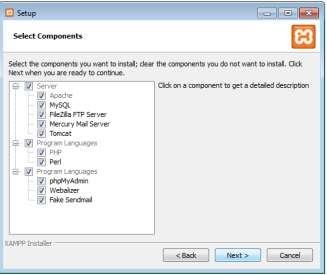 Setup
Select Components
Select the components you want to install; clear the components you do not want to install. Click
Next when you are ready to continue.
Server
Apache
MySQL
FileZilla FTP Server
Mercury Mail Server
Tomcat
Program Languages
PHP
Perl
Program Languages
phpMyAdmin
Webalizer
Fake Sendmail
Click on a component to get a detailed description
XAMPP Installer
< Back
Next >
Cancel